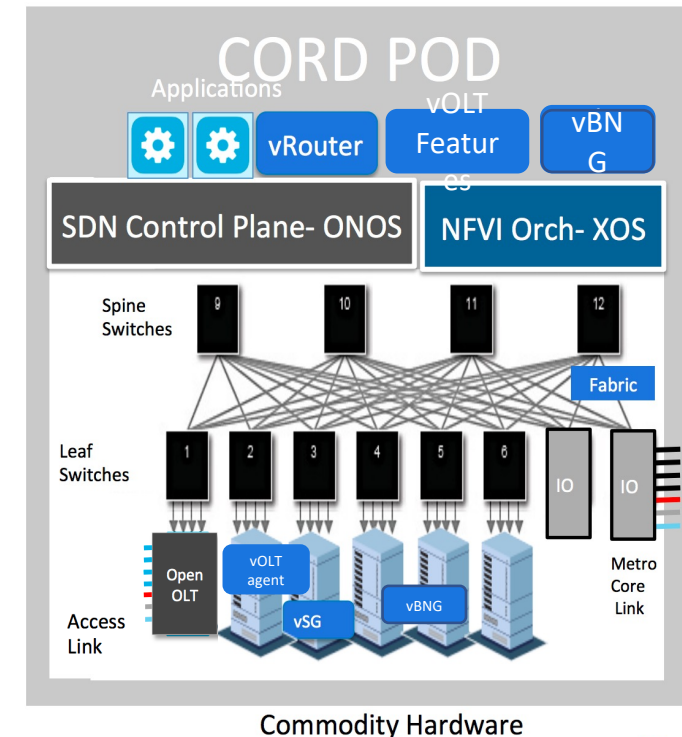 CORD POD
Applications
vRouter
vOLT
Featur
es
vBN
G
SDN Control Plane- ONOS
NFVI Orch- XOS
Spine
Switches
9
10
11
12
Fabric
Leaf
Switches
1
2
3
4
5
6
IO
IO
Open
OLT
vOLT
agent
vSG
vBNG
Metro
Core
Link
Access
Link
Commodity Hardware